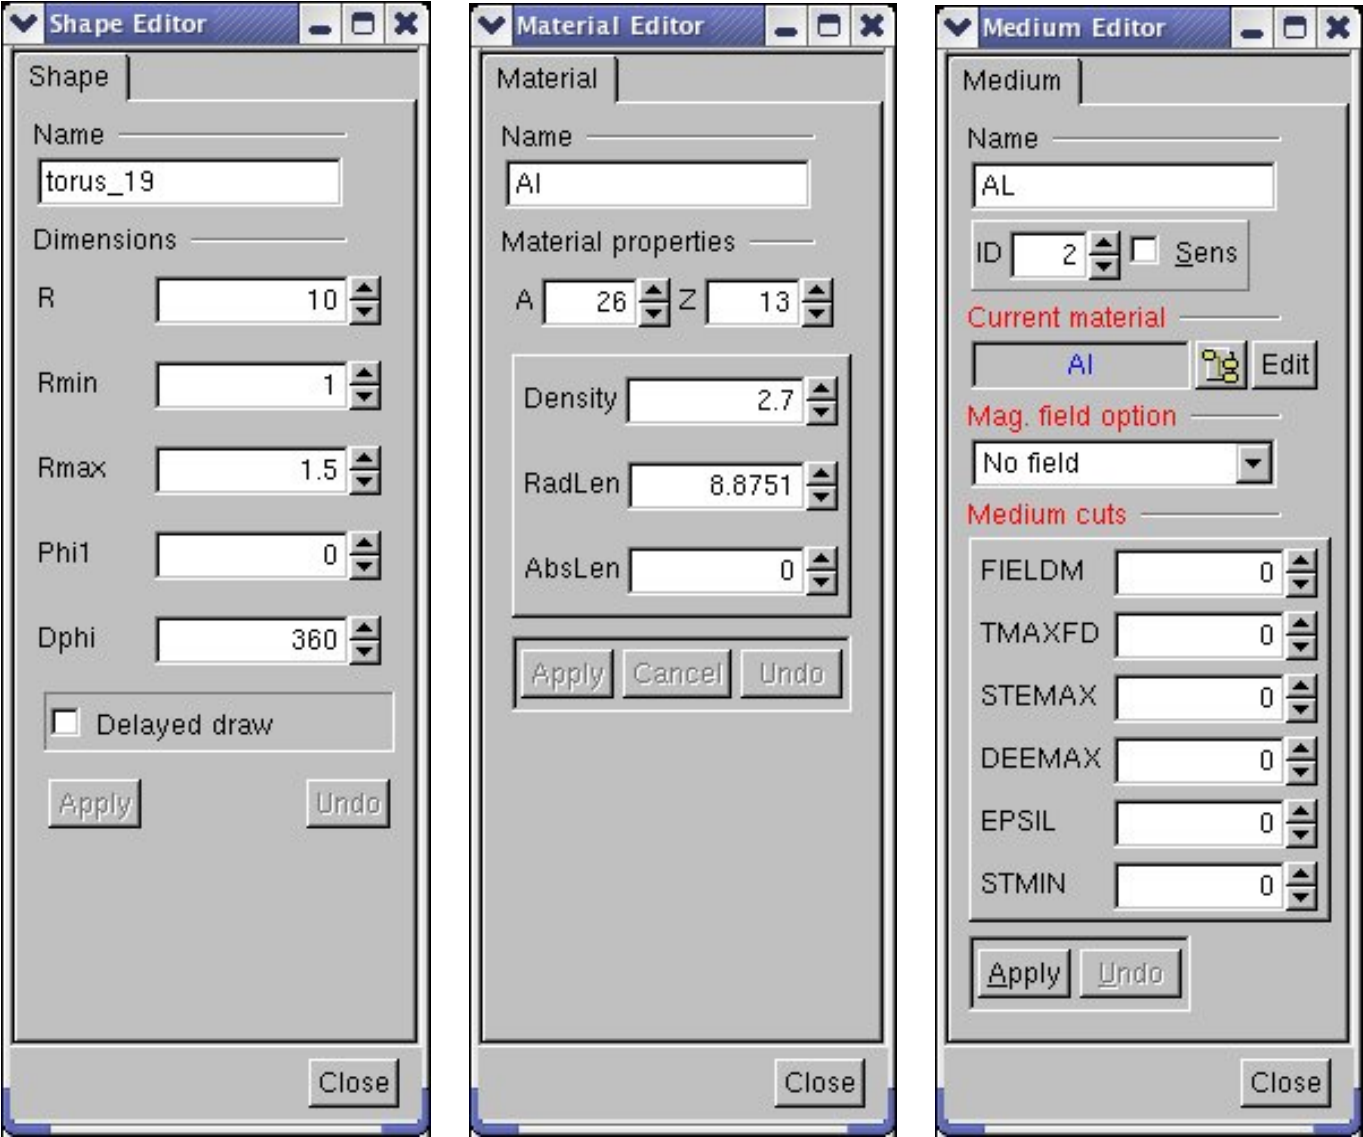 Shape Editor
Shape
Name
torus_19
Dimensions
R 10
Rmin 1
Rmax 1.5
Phi1 0
Dphi 360
Delayed draw
Apply Undo
Close
Material Editor
Material
Name
Al
Material properties
A 26 Z 13
Density 2.7
RadLen 8.8751
AbsLen 0
Apply Cancel Undo
Close
Medium Editor
Medium
Name
AL
ID 2 Sens
Current material
Al Edit
Mag. field option
No field
Medium cuts
FIELDM 0
TMAXFD 0
STEMAX 0
DEEMAX 0
EPSIL 0
STMIN 0
Apply Undo
Close